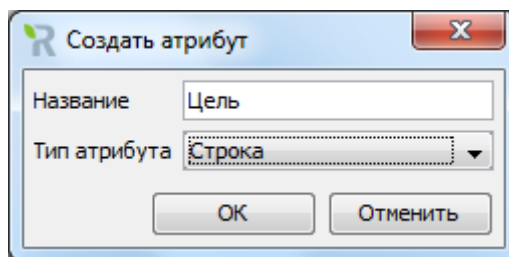 Создать атрибут
Название Цель
Тип атрибута Строка
ОК Отменить